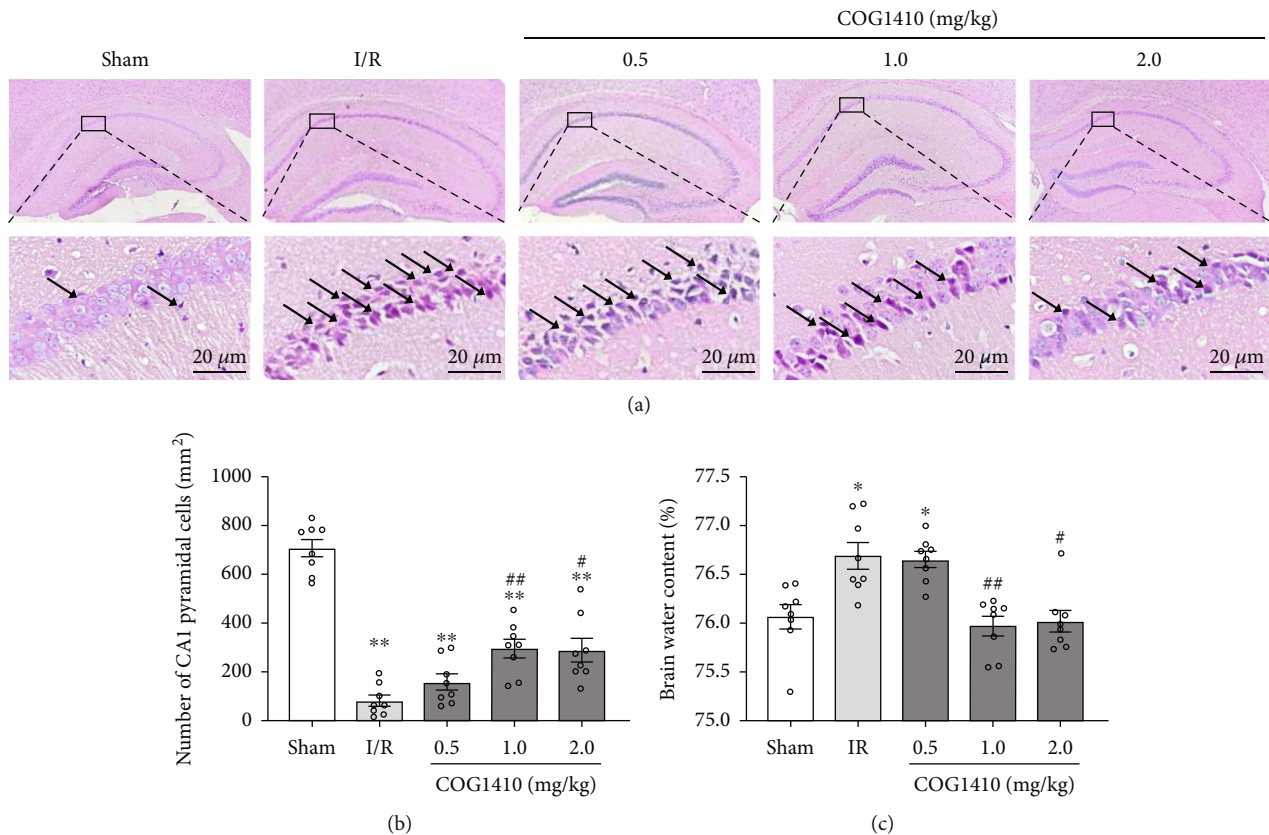 COG1410 (mg/kg)
Sham I/R 0.5 1.0 2.0
20 μm 20 μm 20 μm 20 μm 20 μm
(a)
Number of CA1 pyramidal cells (mm²)
1000
800
600
400
200
0
**
**
##
**
#
**
Sham I/R 0.5 1.0 2.0
COG1410 (mg/kg)
(b)
Brain water content (%)
77.5
77.0
76.5
76.0
75.5
75.0
*
*
##
#
Sham IR 0.5 1.0 2.0
COG1410 (mg/kg)
(c)